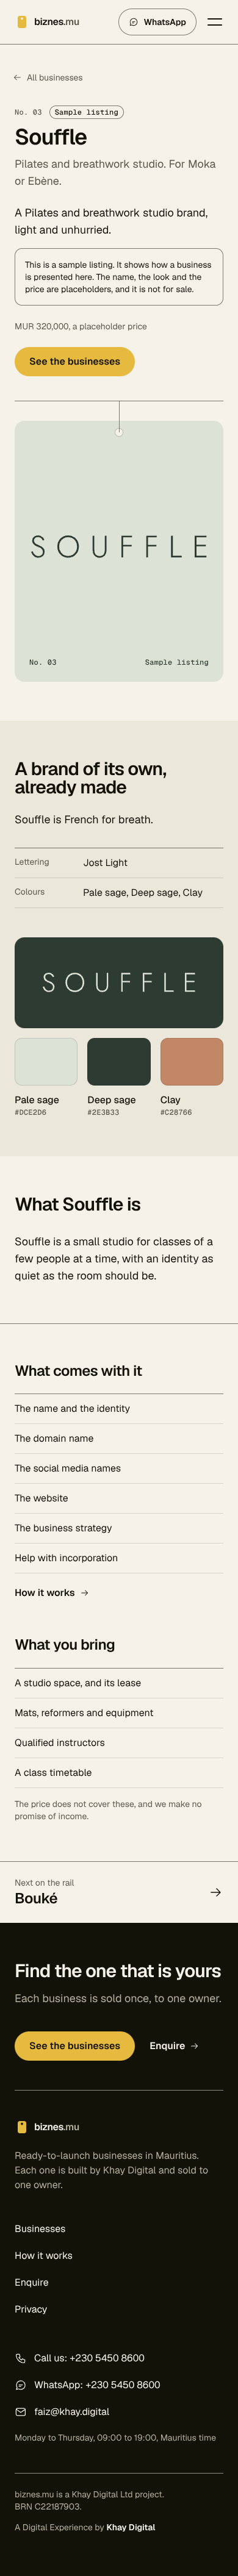 biznes.mu
WhatsApp
All businesses
No. 03
Sample listing
Souffle
Pilates and breathwork studio. For Moka
or Ebène.
A Pilates and breathwork studio brand,
light and unhurried.
This is a sample listing. It shows how a business
is presented here. The name, the look and the
price are placeholders, and it is not for sale.
MUR 320,000, a placeholder price
See the businesses
SOUFFLE
No. 03
Sample listing
A brand of its own,
already made
Souffle is French for breath.
Lettering
Jost Light
Colours
Pale sage, Deep sage, Clay
SOUFFLE
Pale sage
#DCE2D6
Deep sage
#2E3B33
Clay
#C28766
What Souffle is
Souffle is a small studio for classes of a
few people at a time, with an identity as
quiet as the room should be.
What comes with it
The name and the identity
The domain name
The social media names
The website
The business strategy
Help with incorporation
How it works
What you bring
A studio space, and its lease
Mats, reformers and equipment
Qualified instructors
A class timetable
The price does not cover these, and we make no
promise of income.
Next on the rail
Bouké
Find the one that is yours
Each business is sold once, to one owner.
See the businesses
Enquire
biznes.mu
Ready-to-launch businesses in Mauritius.
Each one is built by Khay Digital and sold to
one owner.
Businesses
How it works
Enquire
Privacy
Call us: +230 5450 8600
WhatsApp: +230 5450 8600
faiz@khay.digital
Monday to Thursday, 09:00 to 19:00, Mauritius time
biznes.mu is a Khay Digital Ltd project.
BRN C22187903.
A Digital Experience by Khay Digital